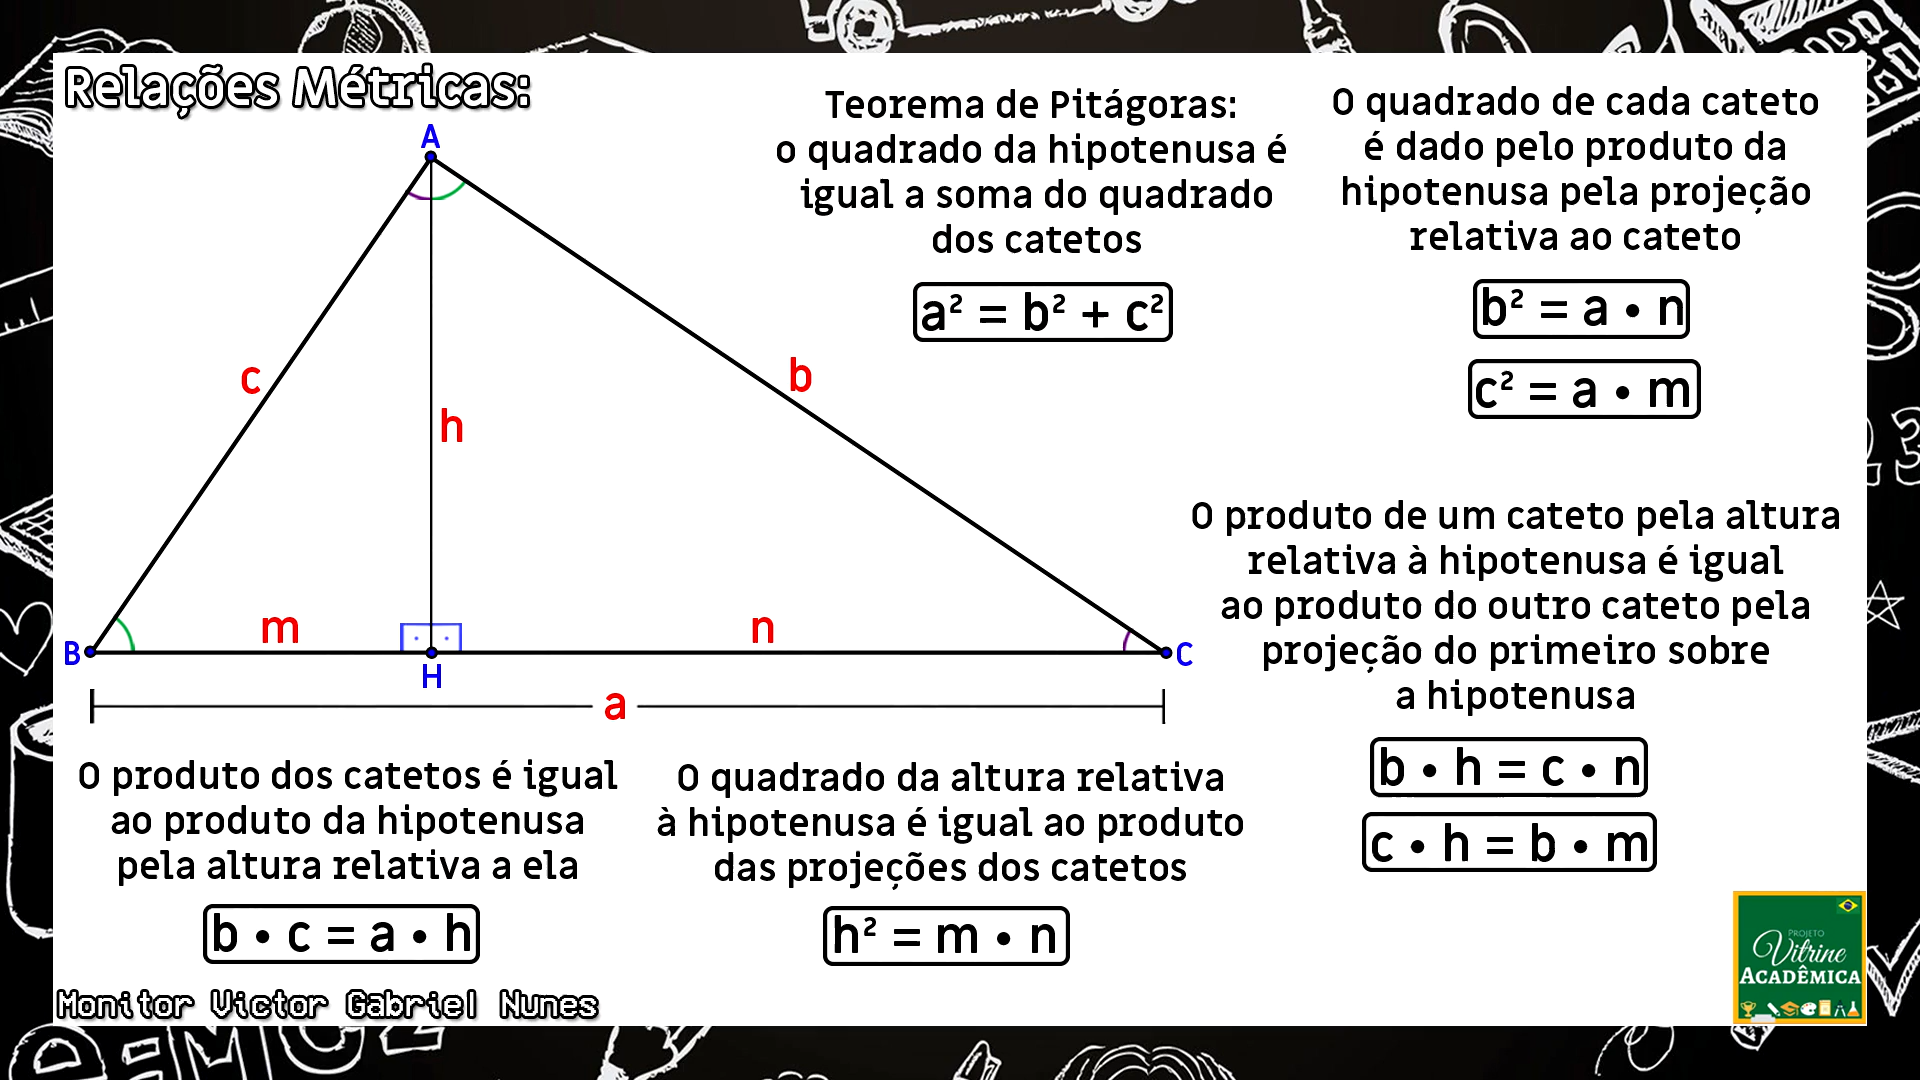 Relações Métricas:
A
c
h
b
m
n
B
H
C
a
Teorema de Pitágoras:
o quadrado da hipotenusa é
igual a soma do quadrado
dos catetos
a² = b² + c²
O quadrado de cada cateto
é dado pelo produto da
hipotenusa pela projeção
relativa ao cateto
b² = a • n
c² = a • m
O produto de um cateto pela altura
relativa à hipotenusa é igual
ao produto do outro cateto pela
projeção do primeiro sobre
a hipotenusa
b • h = c • n
c • h = b • m
O produto dos catetos é igual
ao produto da hipotenusa
pela altura relativa a ela
b • c = a • h
O quadrado da altura relativa
à hipotenusa é igual ao produto
das projeções dos catetos
h² = m • n
Monitor Victor Gabriel Nunes
PROJETO
Vitrine
ACADÊMICA